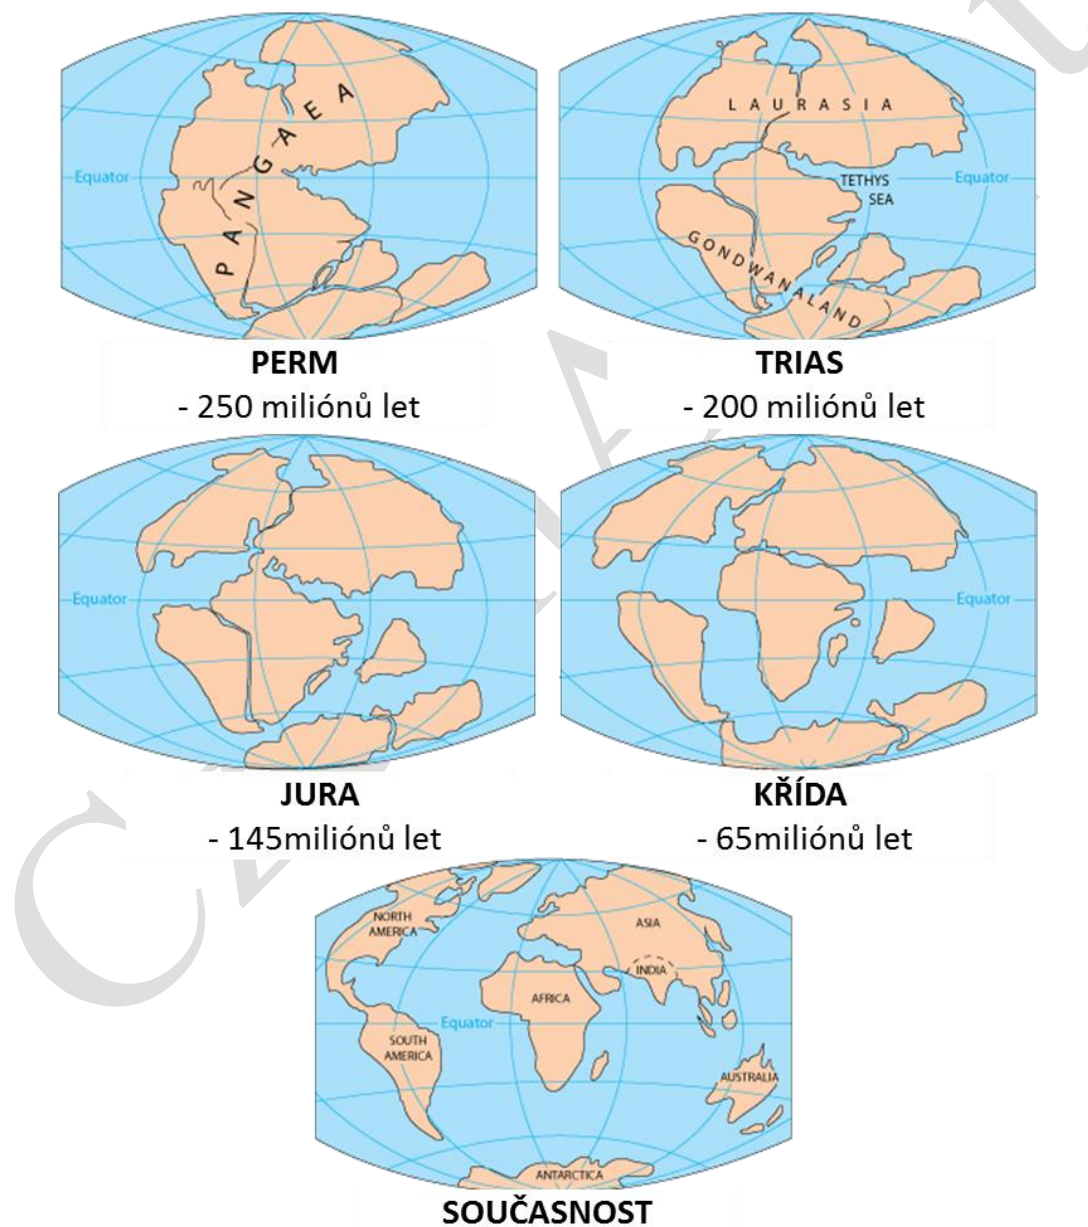 PANGAEA
Equator
PERM
- 250 miliónů let
LAURASIA
TETHYS
SEA
Equator
GONDWANALAND
TRIAS
- 200 miliónů let
Equator
JURA
- 145miliónů let
Equator
KŘÍDA
- 65miliónů let
NORTH
AMERICA
ASIA
INDIA
AFRICA
Equator
SOUTH
AMERICA
AUSTRALIA
ANTARCTICA
SOUČASNOST